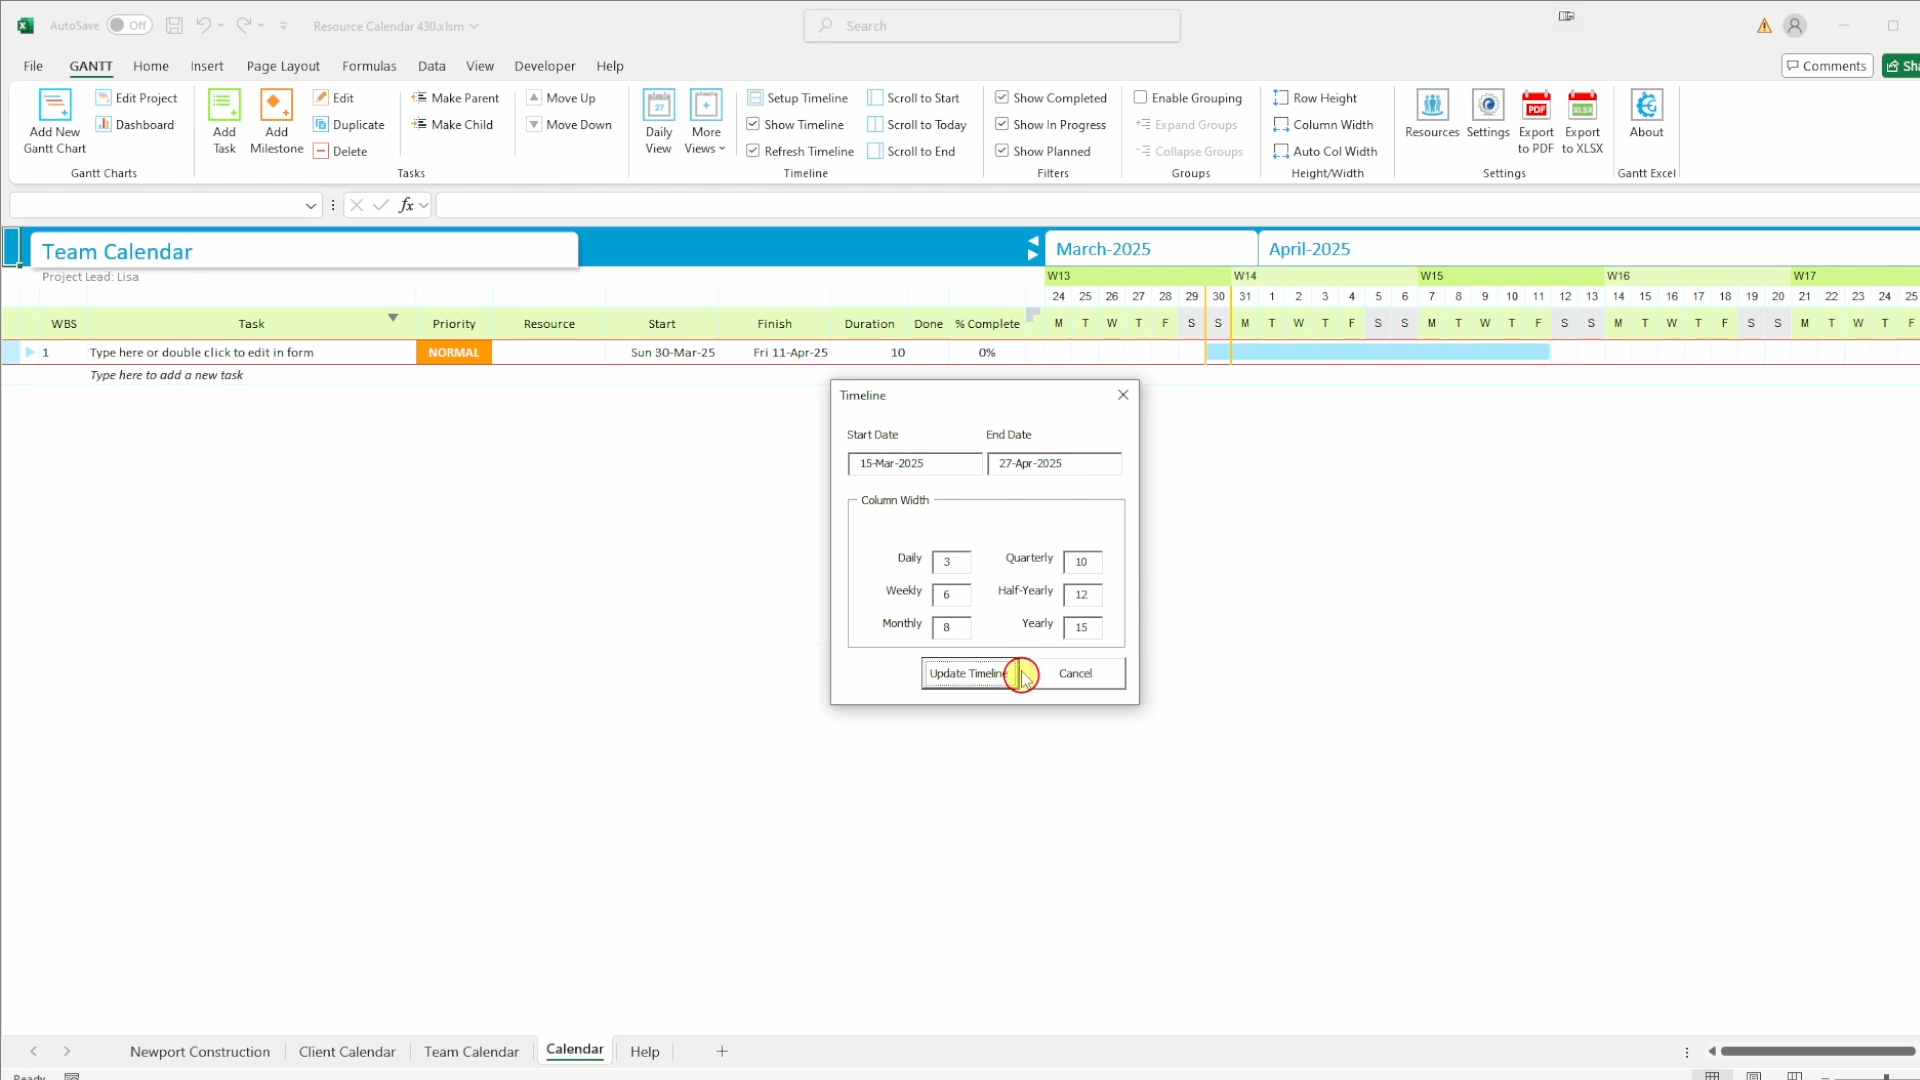 AutoSave Off Resource Calendar 430.xlsm Search
File GANTT Home Insert Page Layout Formulas Data View Developer Help Comments
Add New Gantt Chart
Edit Project
Dashboard
Gantt Charts
Add Task
Add Milestone
Edit
Duplicate
Delete
Make Parent
Make Child
Move Up
Move Down
Tasks
Daily View
More Views
Setup Timeline
Show Timeline
Refresh Timeline
Scroll to Start
Scroll to Today
Scroll to End
Timeline
Show Completed
Show In Progress
Show Planned
Filters
Enable Grouping
Expand Groups
Collapse Groups
Groups
Row Height
Column Width
Auto Col Width
Height/Width
Resources
Settings
PDF
Export to PDF
XLSX
Export to XLSX
Settings
About
Gantt Excel
fx
Team Calendar March-2025 April-2025
Project Lead: Lisa W13 W14 W15 W16 W17
24 25 26 27 28 29 30 31 1 2 3 4 5 6 7 8 9 10 11 12 13 14 15 16 17 18 19 20 21 22 23 24 25
WBS Task Priority Resource Start Finish Duration Done % Complete M T W T F S S M T W T F S S M T W T F S S M T W T F S S M T W T F
1 Type here or double click to edit in form NORMAL Sun 30-Mar-25 Fri 11-Apr-25 10 0%
Type here to add a new task
Timeline
Start Date End Date
15-Mar-2025 27-Apr-2025
Column Width
Daily 3 Quarterly 10
Weekly 6 Half-Yearly 12
Monthly 8 Yearly 15
Update Timeline Cancel
Newport Construction Client Calendar Team Calendar Calendar Help
Ready